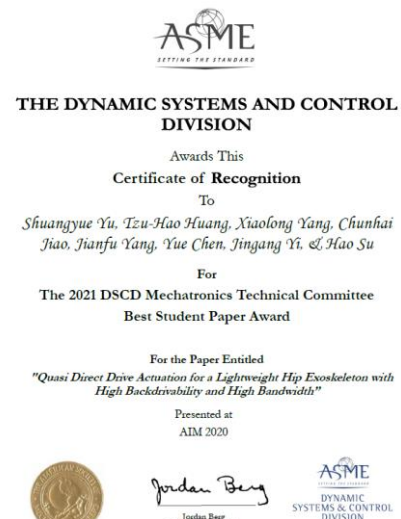 ASME
SETTING THE STANDARD
THE DYNAMIC SYSTEMS AND CONTROL
DIVISION
Awards This
Certificate of Recognition
To
Shuangyue Yu, Tzu-Hao Huang, Xiaolong Yang, Chunhai
Jiao, Jianfu Yang, Yue Chen, Jingang Yi, & Hao Su
For
The 2021 DSCD Mechatronics Technical Committee
Best Student Paper Award
For the Paper Entitled
"Quasi Direct Drive Actuation for a Lightweight Hip Exoskeleton with
High Backdrivability and High Bandwidth"
Presented at
AIM 2020
Jordan Berg
Jordan Berg
ASME
DYNAMIC
SYSTEMS & CONTROL
DIVISION